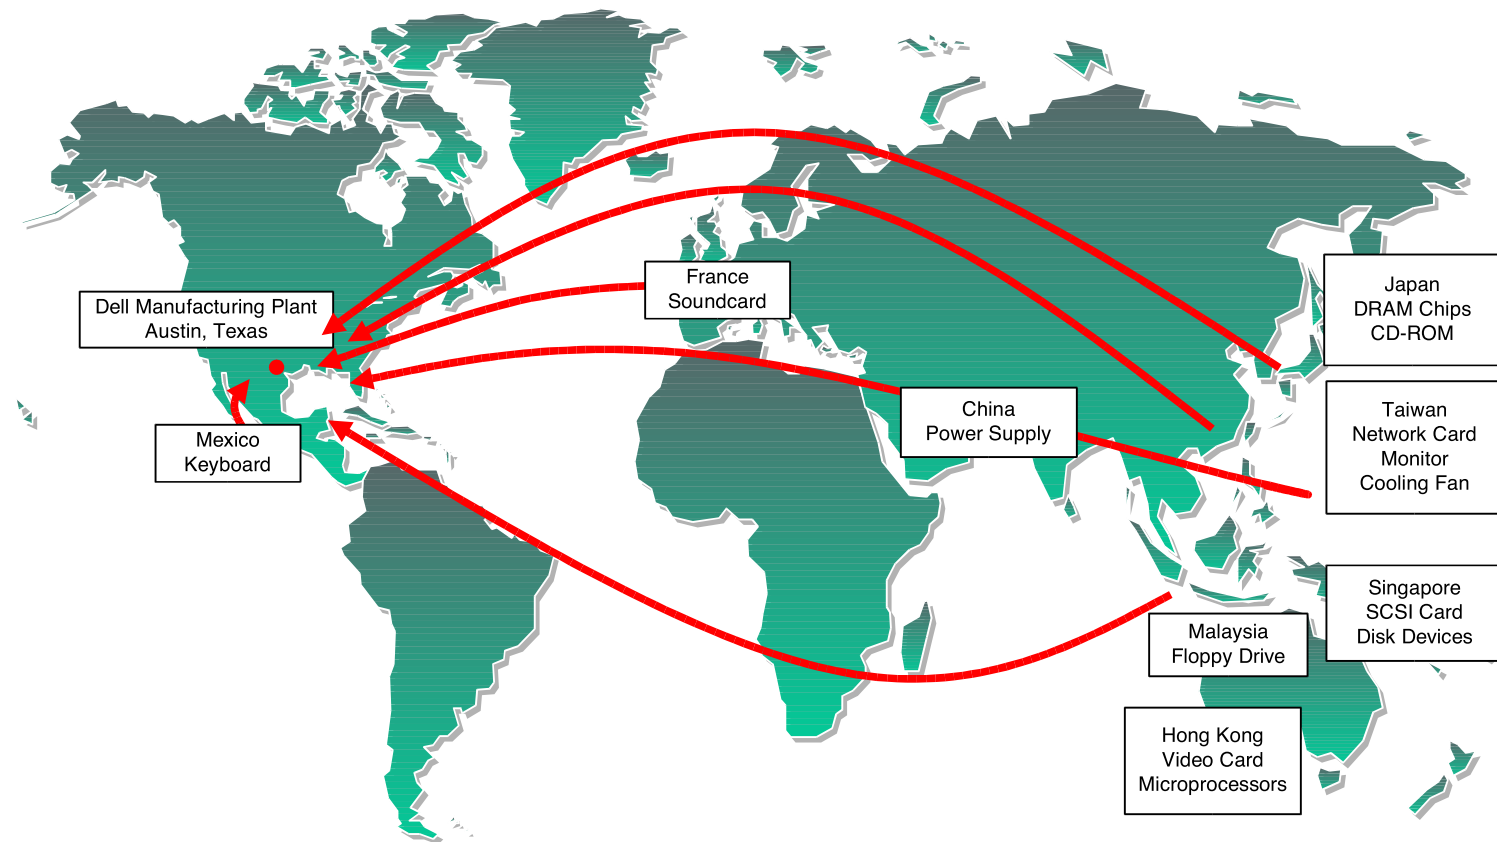 Dell Manufacturing Plant
Austin, Texas
Mexico
Keyboard
France
Soundcard
China
Power Supply
Japan
DRAM Chips
CD-ROM
Taiwan
Network Card
Monitor
Cooling Fan
Singapore
SCSI Card
Disk Devices
Malaysia
Floppy Drive
Hong Kong
Video Card
Microprocessors